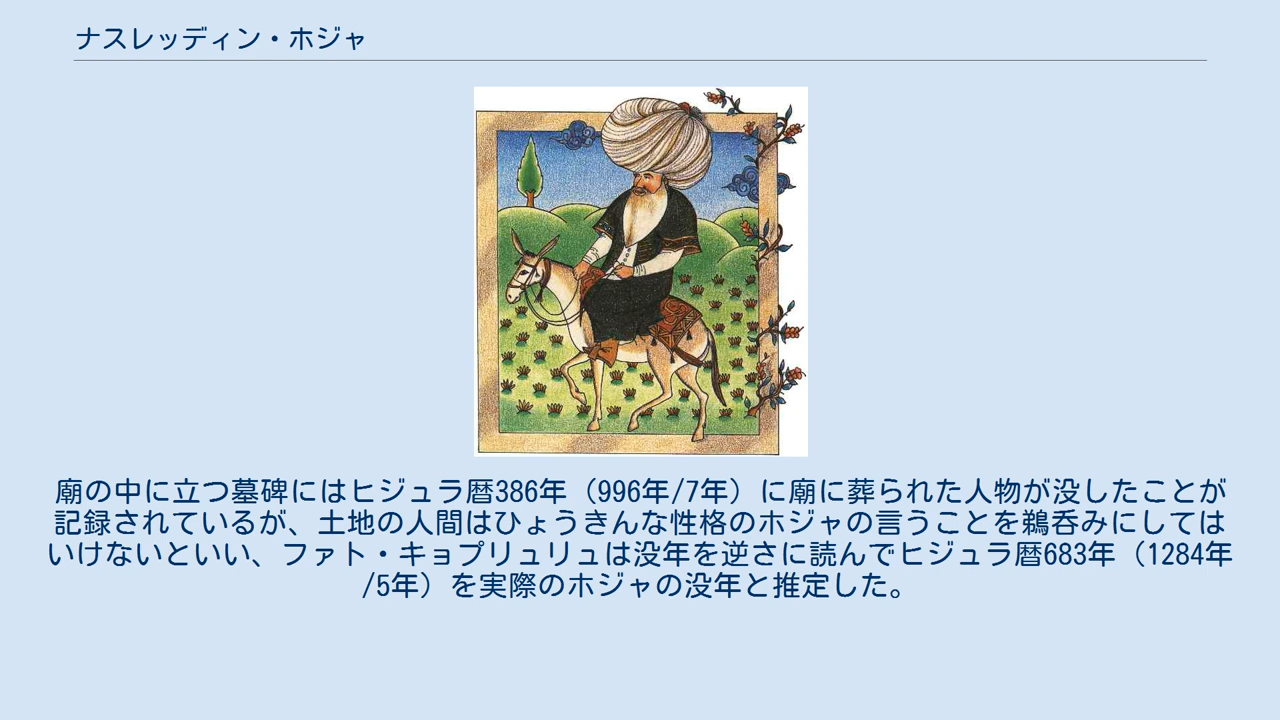 ナスレッディン・ホジャ
廟の中に立つ墓碑にはヒジュラ暦386年（996年/7年）に廟に葬られた人物が没したことが
記録されているが、土地の人間はひょうきんな性格のホジャの言うことを鵜呑みにしては
いけないといい、ファト・キョプリュリュは没年を逆さに読んでヒジュラ暦683年（1284年
/5年）を実際のホジャの没年と推定した。